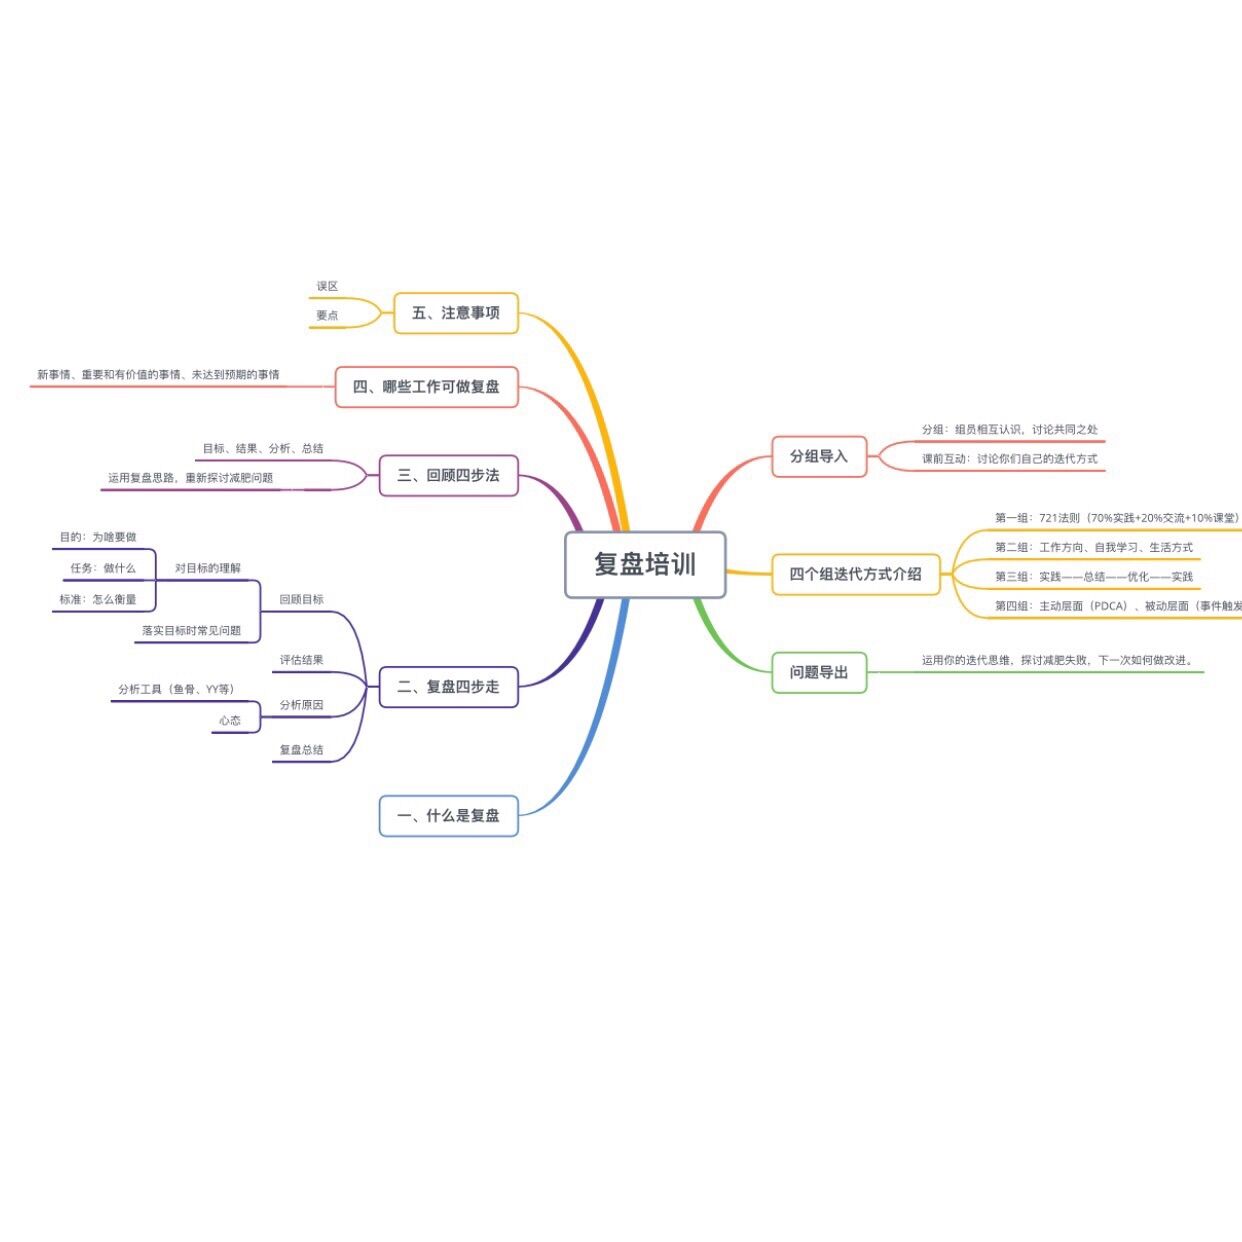 复盘培训
分组导入
分组：组员相互认识，讨论共同之处
课前互动：讨论你们自己的迭代方式
四个组迭代方式介绍
第一组：721法则（70%实践+20%交流+10%课堂）
第二组：工作方向、自我学习、生活方式
第三组：实践——总结——优化——实践
第四组：主动层面（PDCA）、被动层面（事件触发
问题导出
运用你的迭代思维，探讨减肥失败，下一次如何做改进。
一、什么是复盘
二、复盘四步走
回顾目标
对目标的理解
目的：为啥要做
任务：做什么
标准：怎么衡量
落实目标时常见问题
评估结果
分析原因
分析工具（鱼骨、YY等）
心态
复盘总结
三、回顾四步法
目标、结果、分析、总结
运用复盘思路，重新探讨减肥问题
四、哪些工作可做复盘
新事情、重要和有价值的事情、未达到预期的事情
五、注意事项
误区
要点